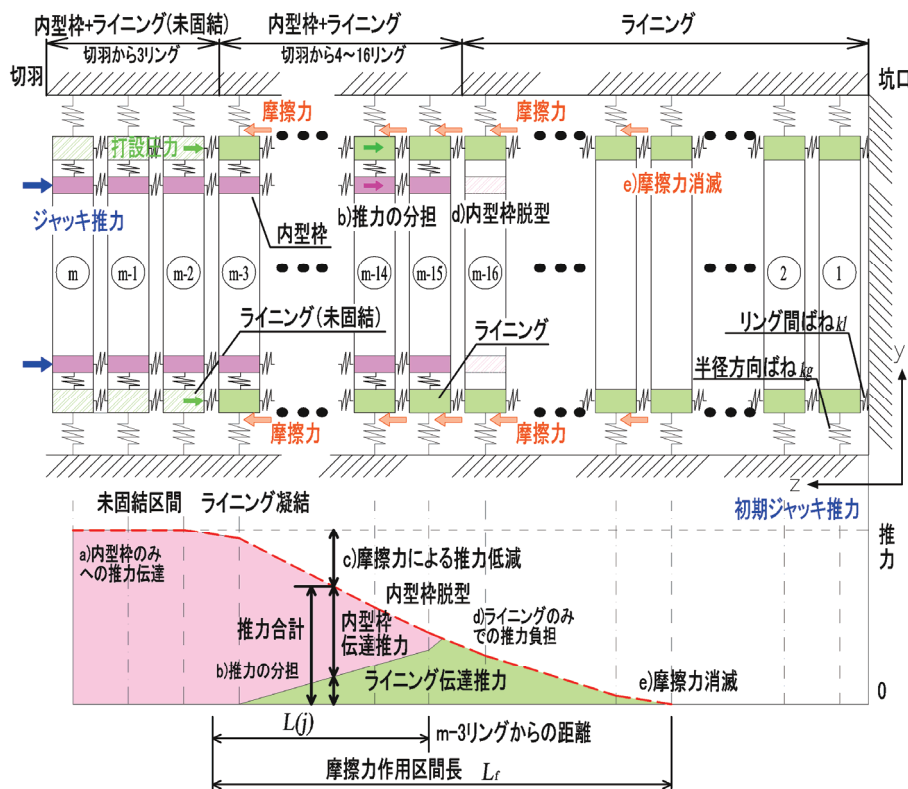 内型枠+ライニング(未固結)
内型枠+ライニング
ライニング
切羽から3リング
切羽から4～16リング
切羽
坑口
摩擦力
摩擦力
打設圧力
e)摩擦力消滅
ジャッキ推力
b)推力の分担
d)内型枠脱型
内型枠
m
m-1
m-2
m-3
m-14
m-15
m-16
2
1
ライニング(未固結)
ライニング
リング間ばねkl
半径方向ばねkg
y
摩擦力
摩擦力
z
未固結区間
ライニング凝結
初期ジャッキ推力
推力
a)内型枠のみ
への推力伝達
c)摩擦力による推力低減
内型枠脱型
推力合計
内型枠
伝達推力
d)ライニングのみ
での推力負担
b)推力の分担
ライニング伝達推力
e)摩擦力消滅
0
L(j)
m-3リングからの距離
摩擦力作用区間長 Lf